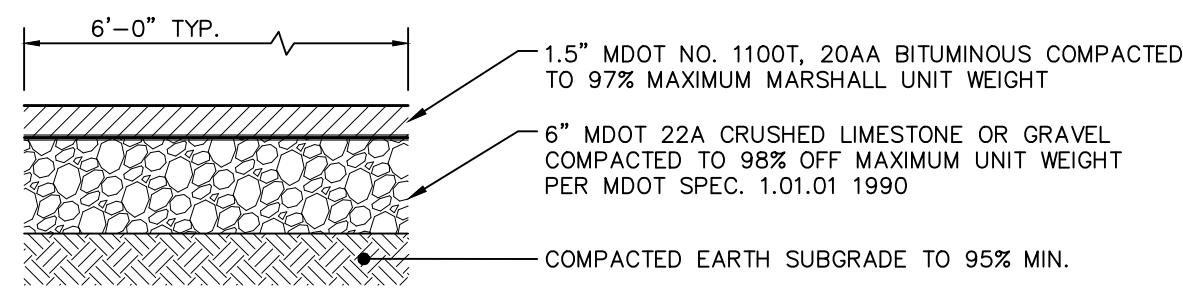 6'-0" TYP.
1.5" MDOT NO. 1100T, 20AA BITUMINOUS COMPACTED
TO 97% MAXIMUM MARSHALL UNIT WEIGHT
6" MDOT 22A CRUSHED LIMESTONE OR GRAVEL
COMPACTED TO 98% OFF MAXIMUM UNIT WEIGHT
PER MDOT SPEC. 1.01.01 1990
COMPACTED EARTH SUBGRADE TO 95% MIN.